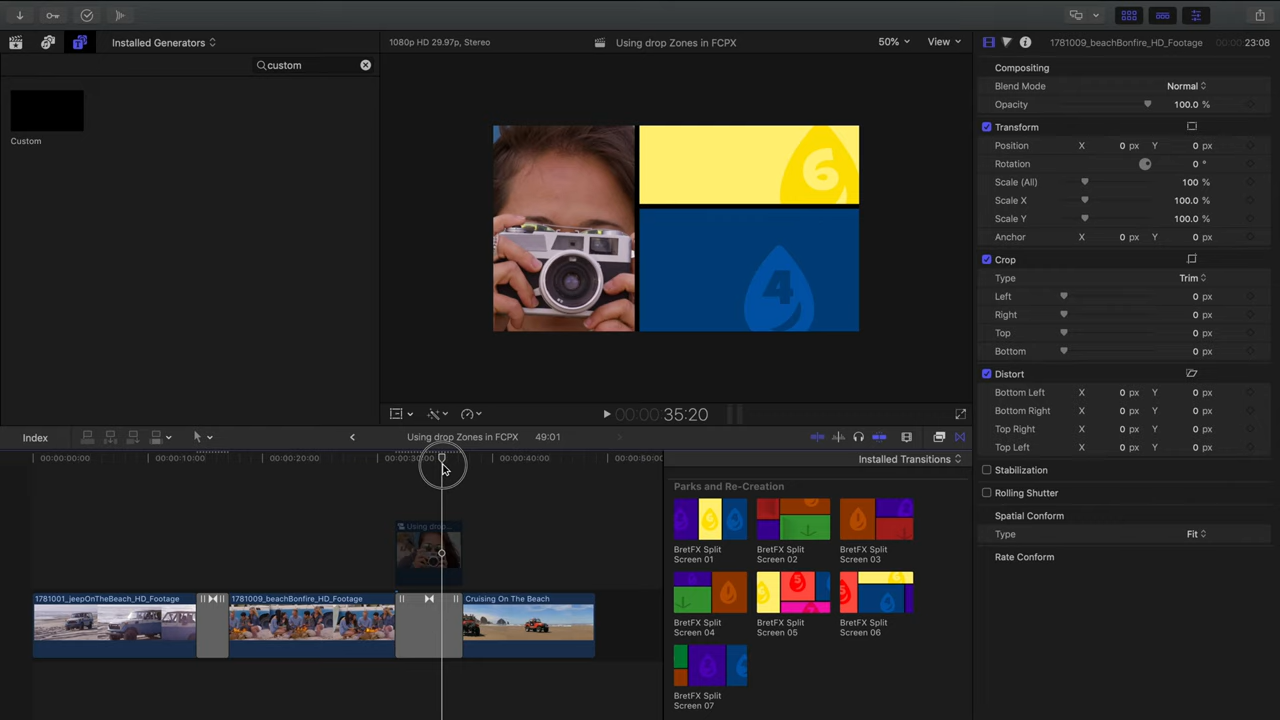 Installed Generators
1080p HD 29.97p, Stereo
Using drop Zones in FCPX
50%
View
1781009_beachBonfire_HD_Footage
00:00:23:08
custom
Custom
6
4
Compositing
Blend Mode
Normal
Opacity
100.0 %
Transform
Position
X
0 px
Y
0 px
Rotation
0 °
Scale (All)
100 %
Scale X
100.0 %
Scale Y
100.0 %
Anchor
X
0 px
Y
0 px
Crop
Type
Trim
Left
0 px
Right
0 px
Top
0 px
Bottom
0 px
Distort
Bottom Left
X
0 px
Y
0 px
Bottom Right
X
0 px
Y
0 px
Top Right
X
0 px
Y
0 px
Top Left
X
0 px
Y
0 px
Stabilization
Rolling Shutter
Spatial Conform
Type
Fit
Rate Conform
00:00:35:20
Index
Using drop Zones in FCPX
49:01
00:00:00:00
00:00:10:00
00:00:20:00
00:00:40:00
00:00:50:00
Using drop...
1781001_jeepOnTheBeach_HD_Footage
1781009_beachBonfire_HD_Footage
Cruising On The Beach
Installed Transitions
Parks and Re-Creation
BretFX Split
Screen 01
BretFX Split
Screen 02
BretFX Split
Screen 03
BretFX Split
Screen 04
BretFX Split
Screen 05
BretFX Split
Screen 06
BretFX Split
Screen 07